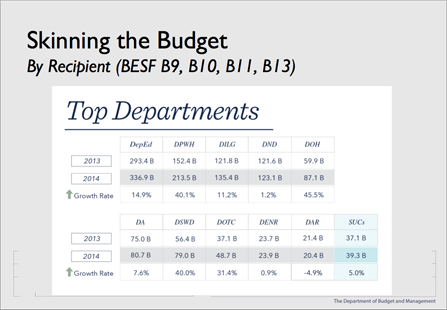 Skinning the Budget
By Recipient (BESF B9, B10, B11, B13)
Top Departments
DepEd DPWH DILG DND DOH
2013 293.4 B 152.4 B 121.8 B 121.6 B 59.9 B
2014 336.9 B 213.5 B 135.4 B 123.1 B 87.1 B
Growth Rate 14.9% 40.1% 11.2% 1.2% 45.5%
DA DSWD DOTC DENR DAR SUCs
2013 75.0 B 56.4 B 37.1 B 23.7 B 21.4 B 37.1 B
2014 80.7 B 79.0 B 48.7 B 23.9 B 20.4 B 39.3 B
Growth Rate 7.6% 40.0% 31.4% 0.9% -4.9% 5.0%
The Department of Budget and Management